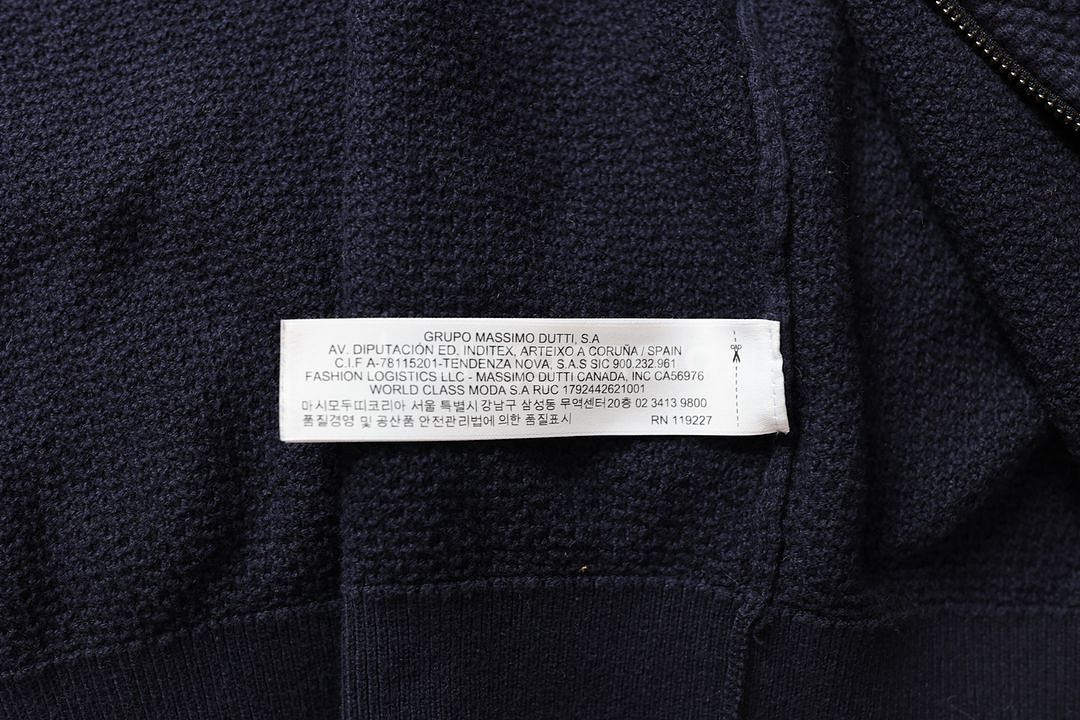 GRUPO MASSIMO DUTTI, S.A
AV. DIPUTACIÓN ED. INDITEX, ARTEIXO A CORUÑA / SPAIN
C.I.F A-78115201-TENDENZA NOVA, S.A.S SIC 900.232.961
FASHION LOGISTICS LLC - MASSIMO DUTTI CANADA, INC CA56976
WORLD CLASS MODA S.A RUC 1792442621001
마시모두띠코리아 서울 특별시 강남구 삼성동 무역센터20층 02 3413 9800
품질경영 및 공산품 안전관리법에 의한 품질표시 RN 119227